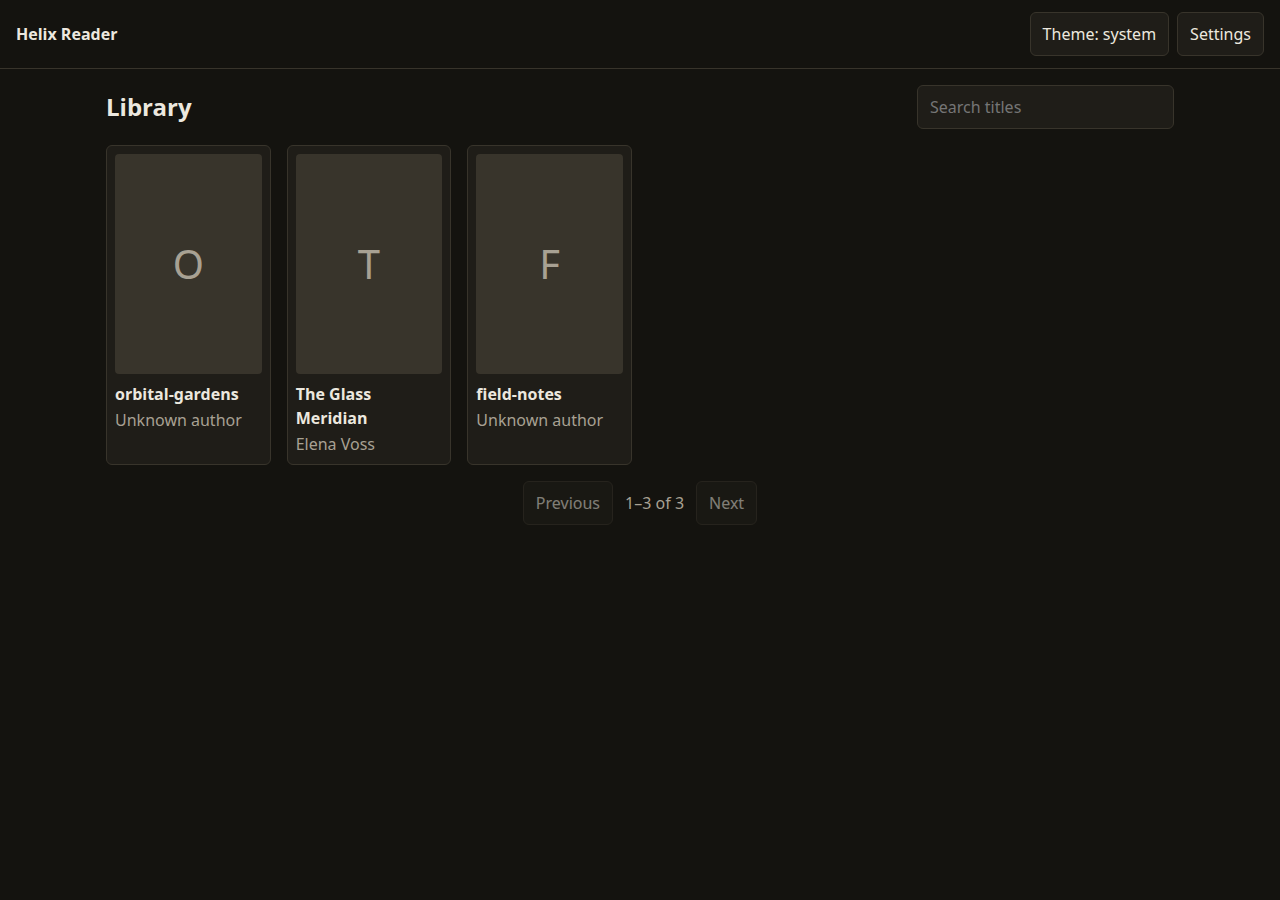 Helix Reader
Theme: system
Settings
Library
Search titles
O
T
F
orbital-gardens
Unknown author
The Glass
Meridian
Elena Voss
field-notes
Unknown author
Previous
1–3 of 3
Next